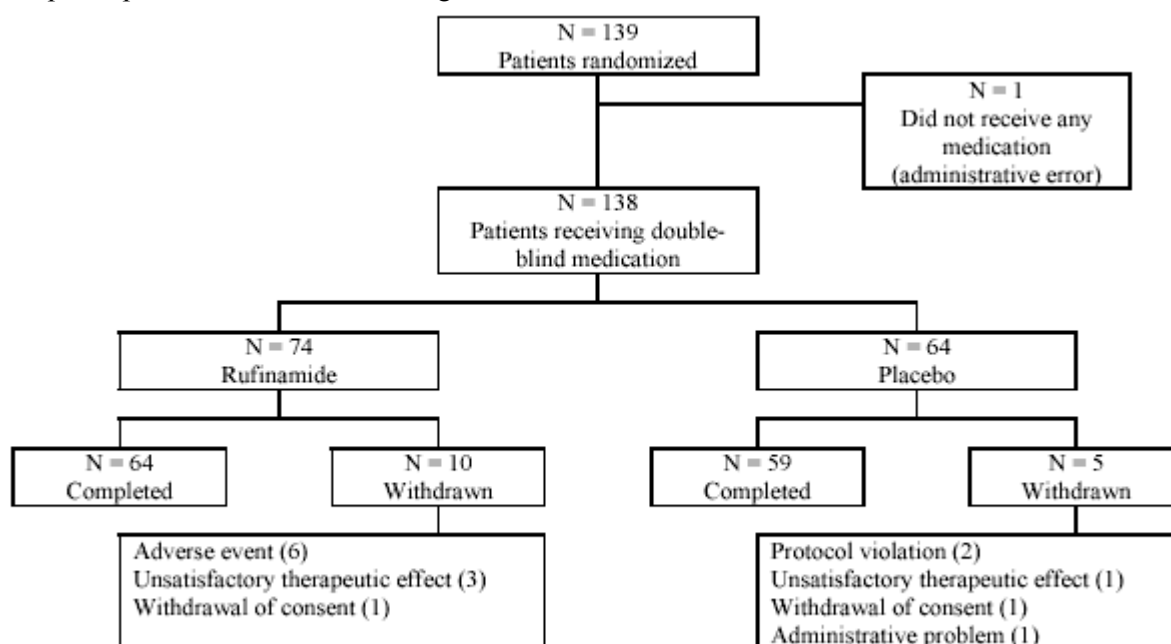 N = 139
Patients randomized
N = 1
Did not receive any
medication
(administrative error)
N = 138
Patients receiving double-
blind medication
N = 74
Rufinamide
N = 64
Placebo
N = 64
Completed
N = 10
Withdrawn
N = 59
Completed
N = 5
Withdrawn
Adverse event (6)
Unsatisfactory therapeutic effect (3)
Withdrawal of consent (1)
Protocol violation (2)
Unsatisfactory therapeutic effect (1)
Withdrawal of consent (1)
Administrative problem (1)